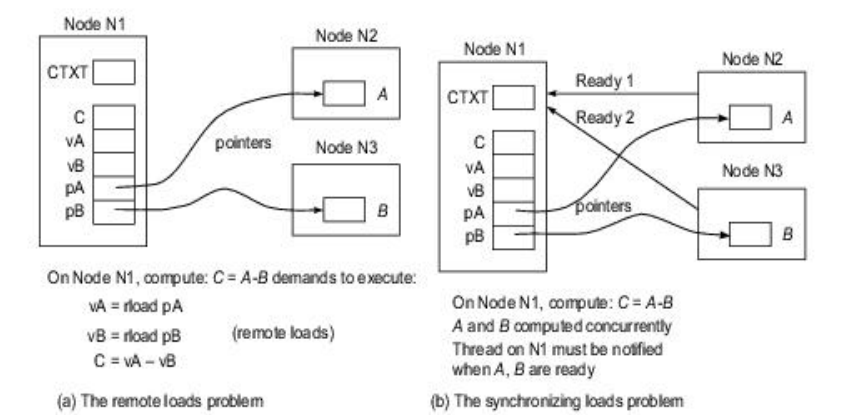 Node N1
CTXT
C
vA
vB
pA
pB
pointers
Node N2
A
Node N3
B
On Node N1, compute: C = A-B demands to execute:
vA = rload pA
vB = rload pB
(remote loads)
C = vA – vB
(a) The remote loads problem
Node N1
CTXT
C
vA
vB
pA
pB
Ready 1
Ready 2
pointers
Node N2
A
Node N3
B
On Node N1, compute: C = A-B
A and B computed concurrently
Thread on N1 must be notified
when A, B are ready
(b) The synchronizing loads problem